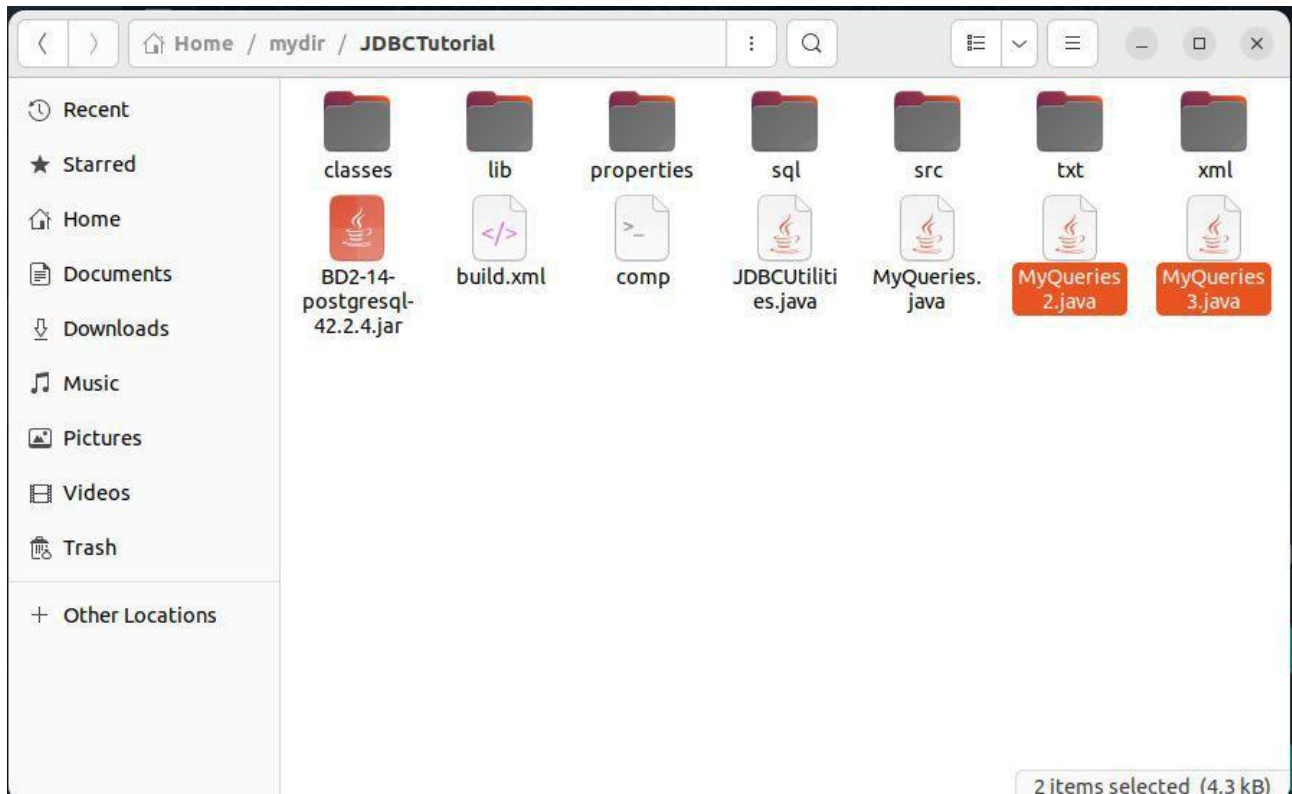 Home / mydir / JDBCTutorial
Recent
Starred
Home
Documents
Downloads
Music
Pictures
Videos
Trash
+ Other Locations
classes
lib
properties
sql
src
txt
xml
BD2-14-
postgresql-
42.2.4.jar
</>
build.xml
>_
comp
JDBCUtiliti
es.java
MyQueries.
java
MyQueries
2.java
MyQueries
3.java
2 items selected (4,3 kB)